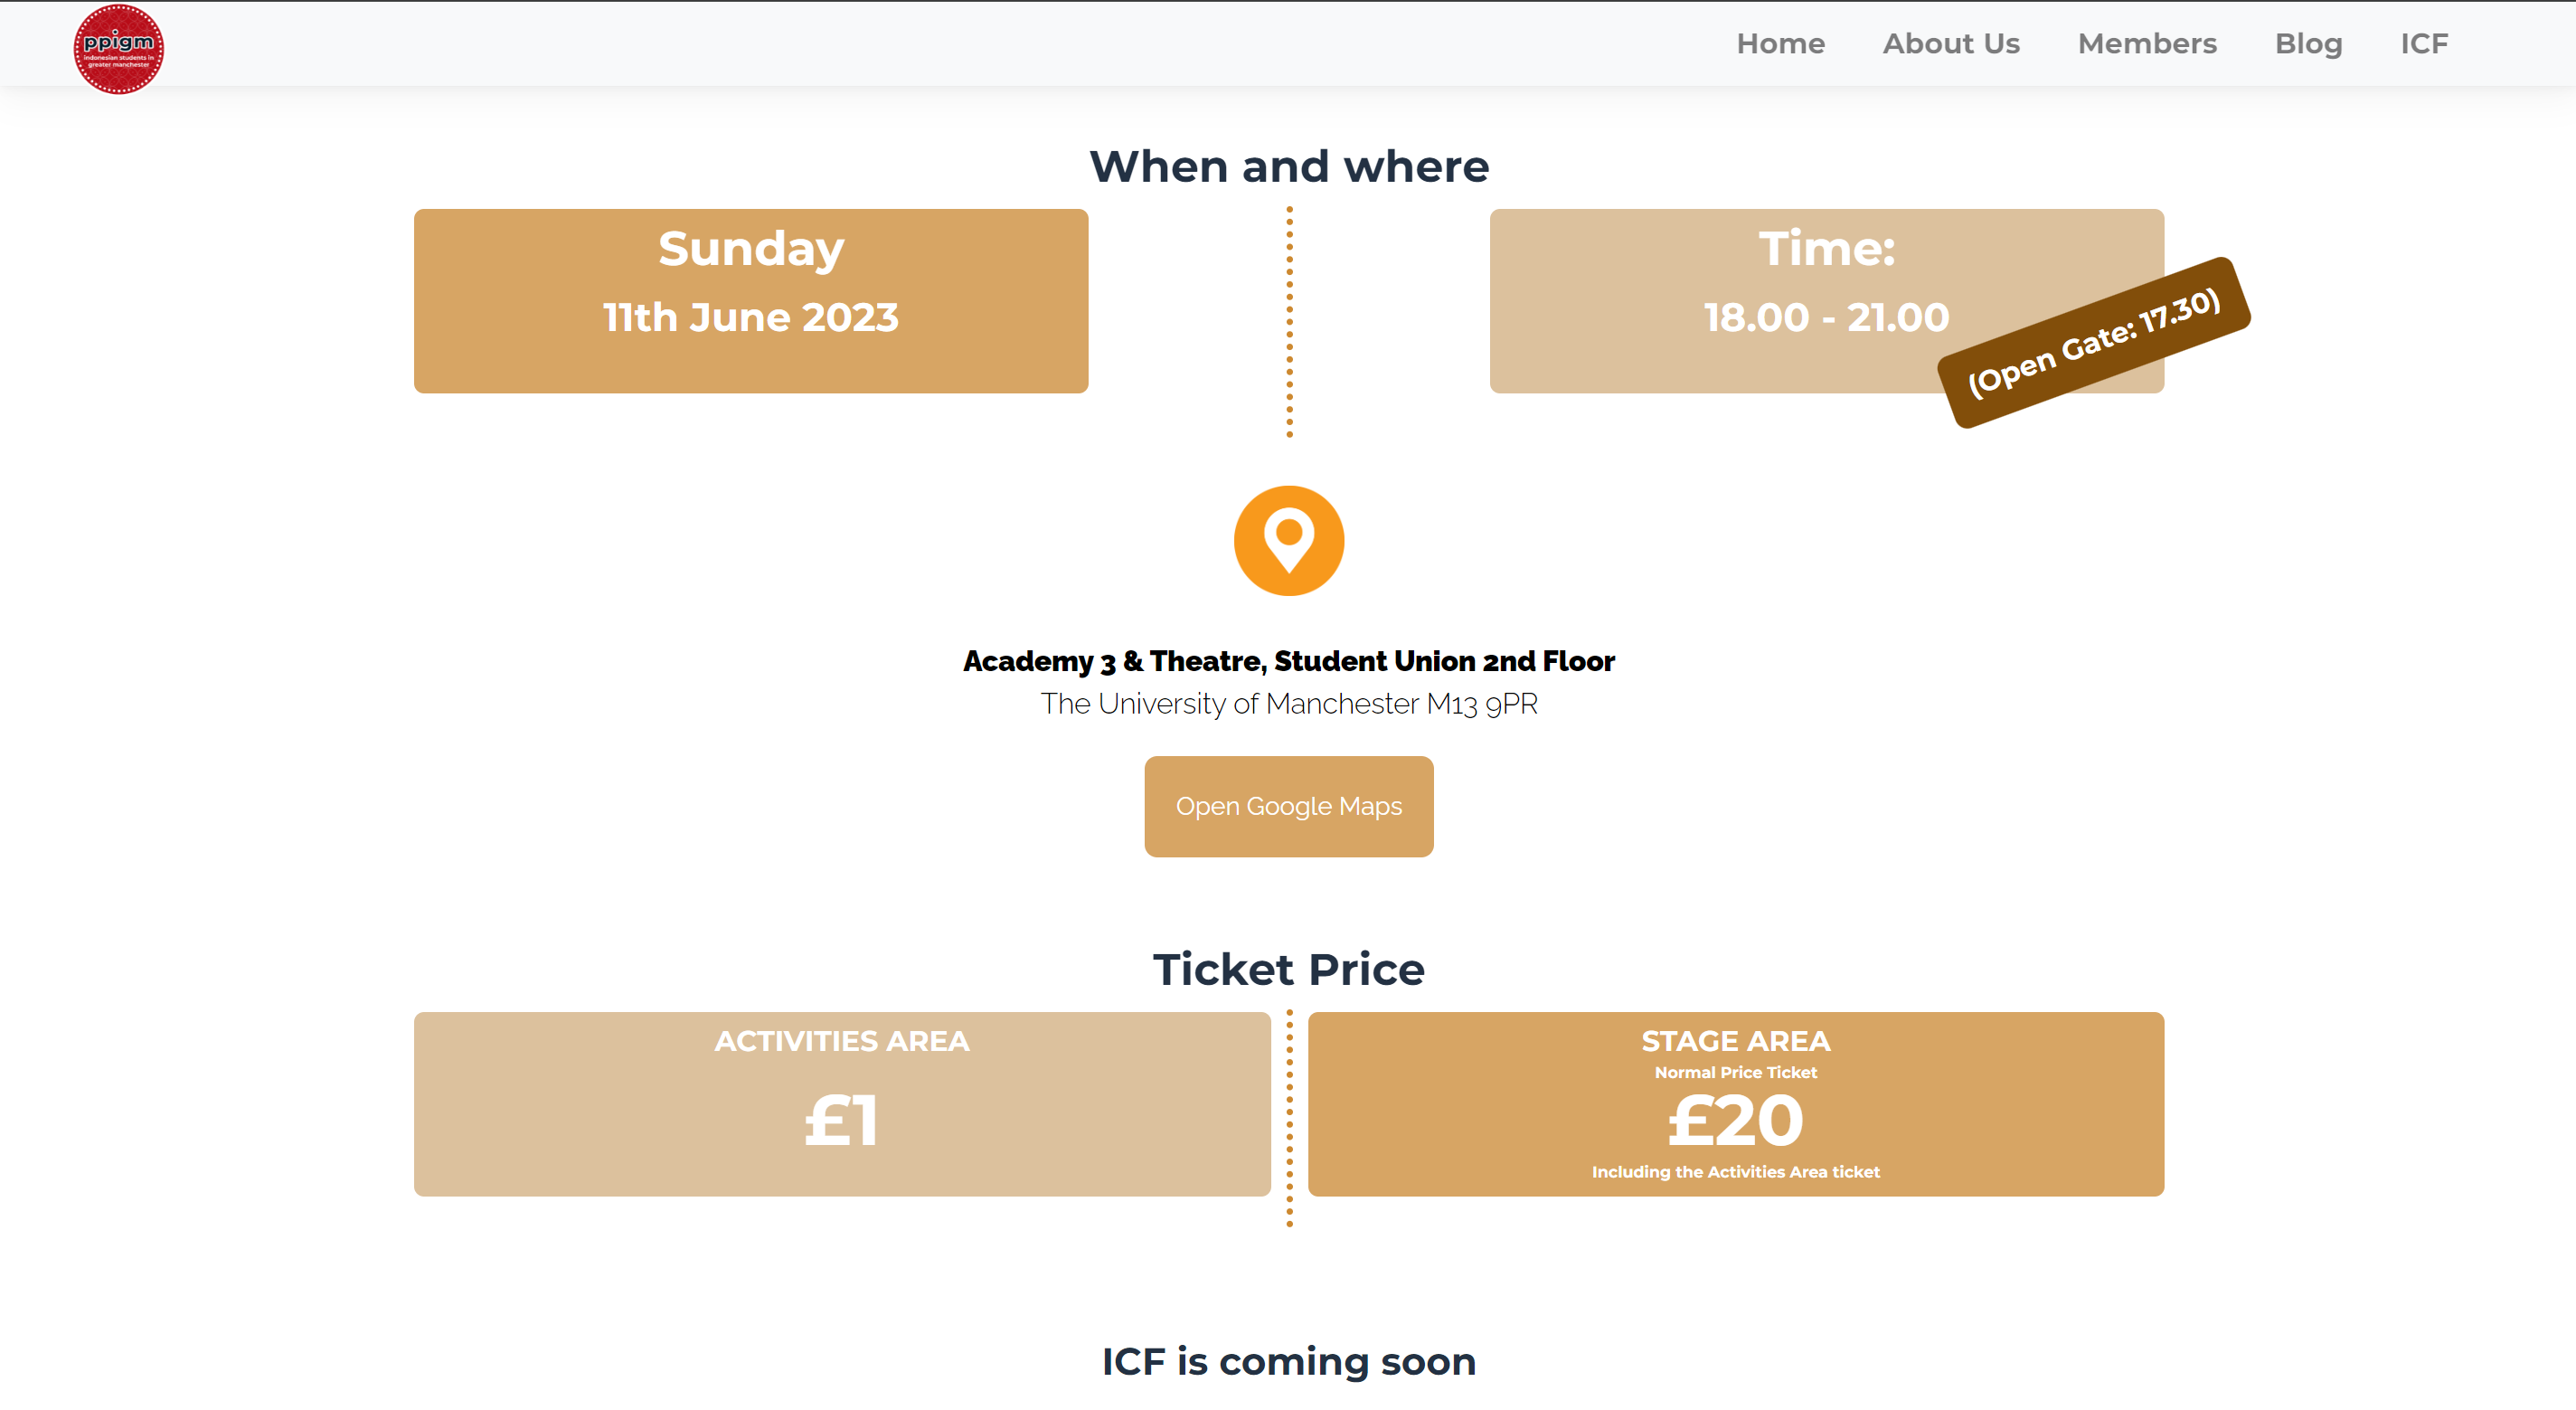 ppigm
indonesian students in
greater manchester
Home About Us Members Blog ICF
When and where
Sunday
11th June 2023
Time:
18.00 - 21.00
(Open Gate: 17.30)
Academy 3 & Theatre, Student Union 2nd Floor
The University of Manchester M13 9PR
Open Google Maps
Ticket Price
ACTIVITIES AREA
£1
STAGE AREA
Normal Price Ticket
£20
Including the Activities Area ticket
ICF is coming soon